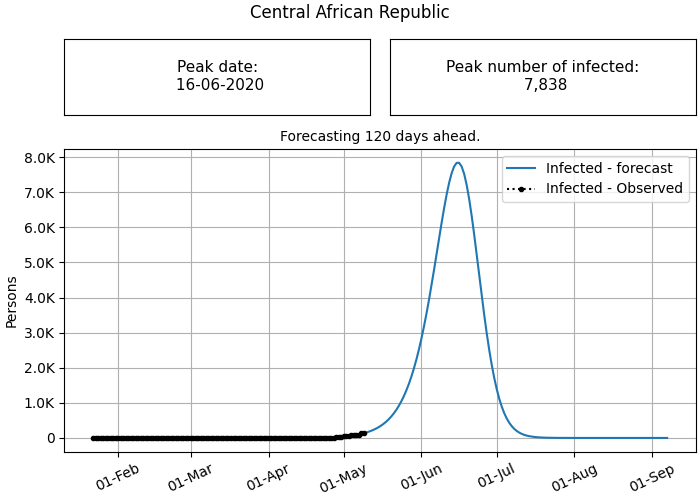 Central African Republic
Peak date:
16-06-2020
Peak number of infected:
7,838
Forecasting 120 days ahead.
Infected - forecast
Infected - Observed
Persons
8.0K
7.0K
6.0K
5.0K
4.0K
3.0K
2.0K
1.0K
0
01-Feb
01-Mar
01-Apr
01-May
01-Jun
01-Jul
01-Aug
01-Sep